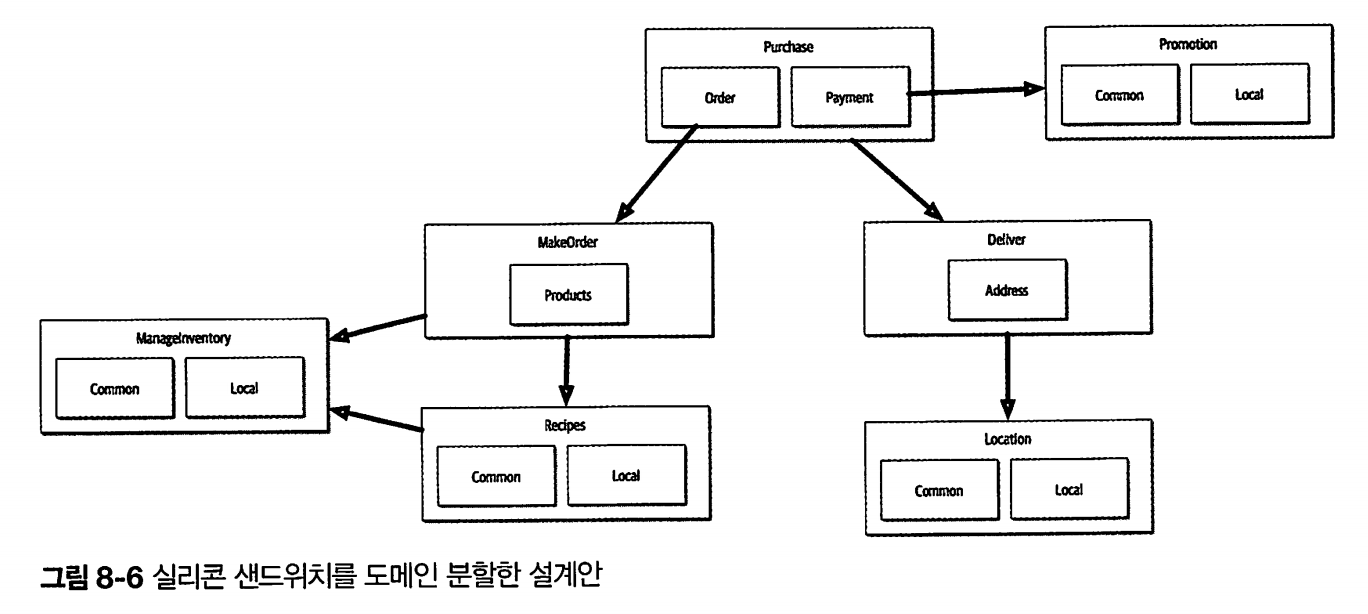 Purchase
Order
Payment
Promotion
Common
Local
MakeOrder
Products
Deliver
Address
ManageInventory
Common
Local
Recipes
Common
Local
Location
Common
Local
그림 8-6 실리콘 샌드위치를 도메인 분할한 설계안